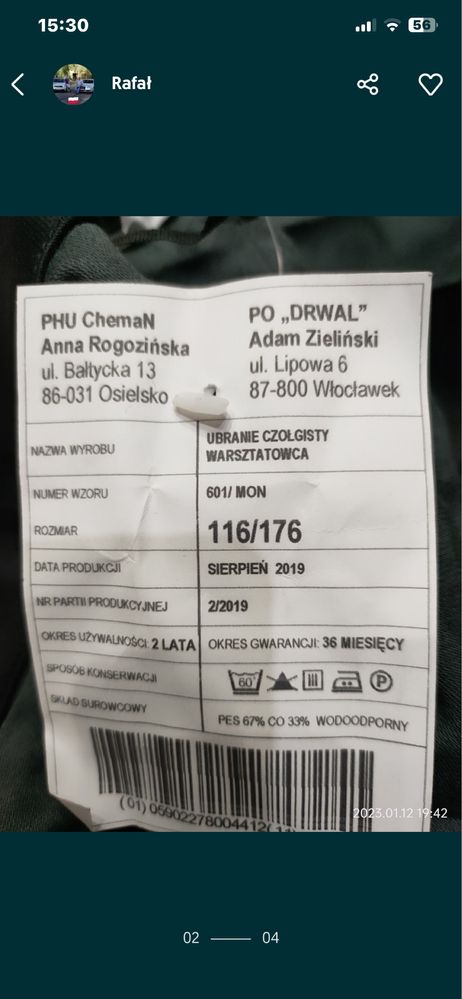 15:30
56
Rafał
PHU ChemaN
Anna Rogozińska
ul. Bałtycka 13
86-031 Osielsko
PO „DRWAL”
Adam Zieliński
ul. Lipowa 6
87-800 Włocławek
NAZWA WYROBU
UBRANIE CZOŁGISTY
WARSZTATOWCA
NUMER WZORU
601/ MON
ROZMIAR
116/176
DATA PRODUKCJI
SIERPIEŃ 2019
NR PARTII PRODUKCYJNEJ
2/2019
OKRES UŻYWALNOŚCI: 2 LATA
OKRES GWARANCJI: 36 MIESIĘCY
SPOSÓB KONSERWACJI
60
P
SKŁAD SUROWCOWY
PES 67% CO 33% WODOODPORNY
(01) 05902278004412(11)
2023.01.12 19:42
02
04